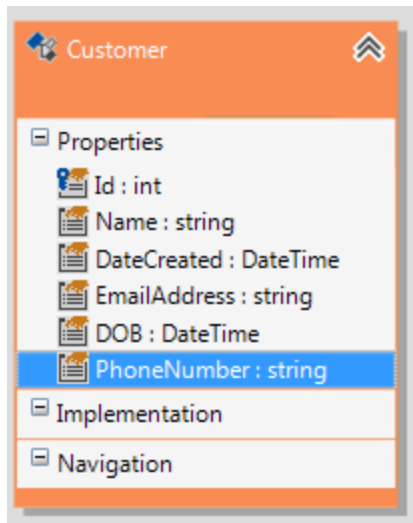 Customer
Properties
Id : int
Name : string
DateCreated : DateTime
EmailAddress : string
DOB : DateTime
PhoneNumber : string
Implementation
Navigation